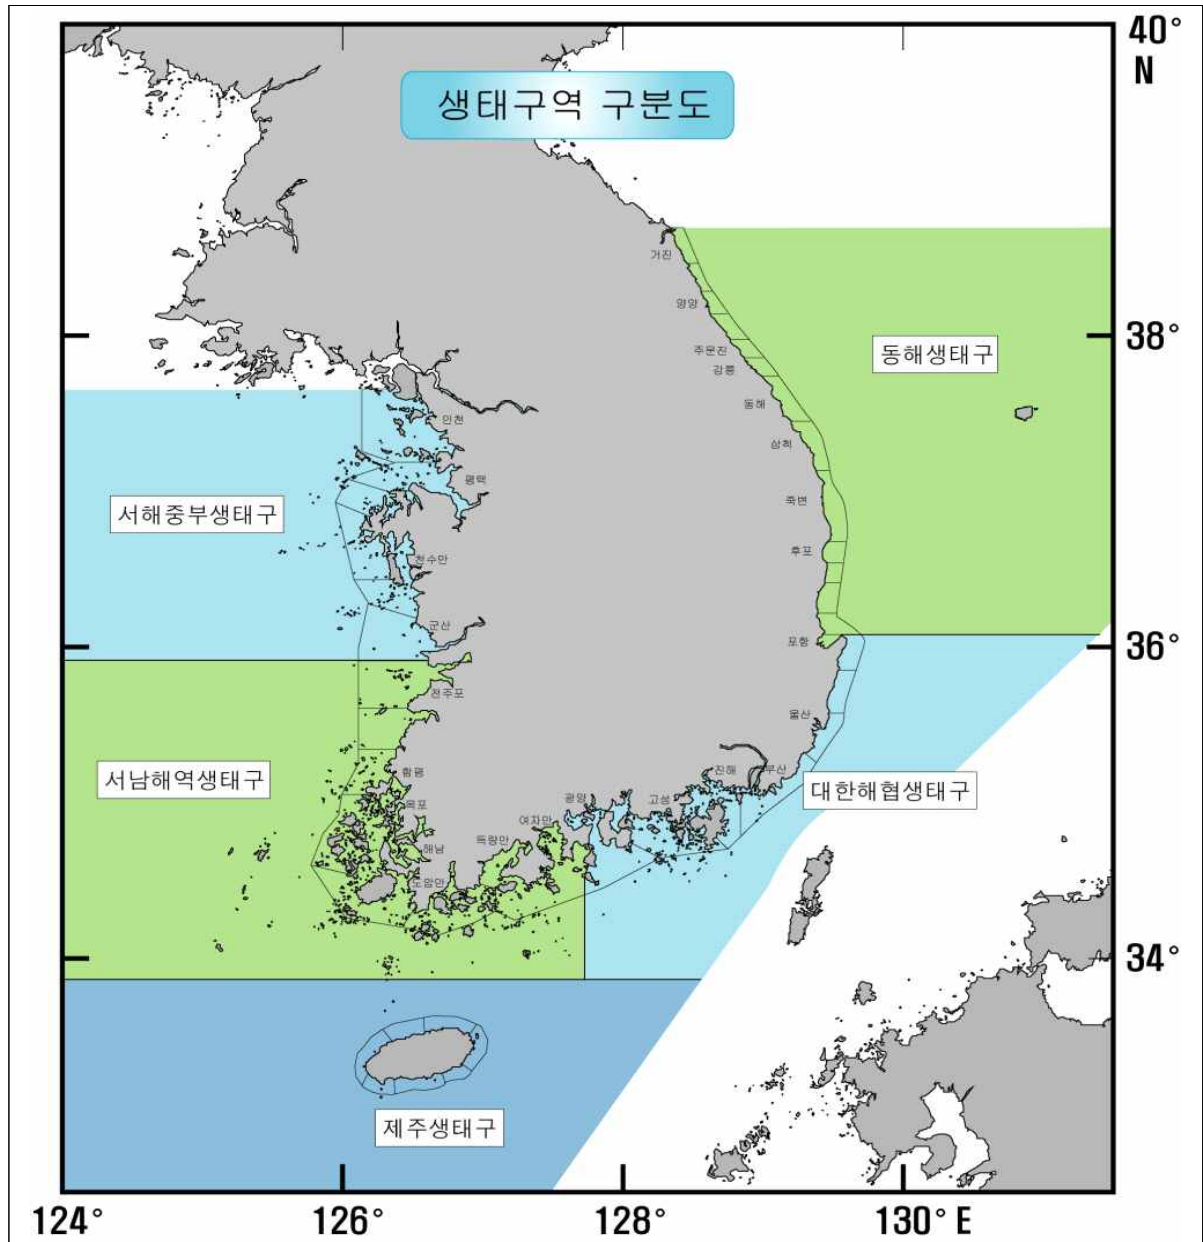 40°
N
생태구역 구분도
거진
양양
38°
주문진
동해생태구
강릉
동해
인천
삼척
평택
죽변
서해중부생태구
후포
천수만
군산
포항
36°
전주포
울산
함평
진해
부산
서남해역생태구
대한해협생태구
목포
광양
고성
여자만
득량만
해남
도암만
34°
제주생태구
124°
126°
128°
130° E